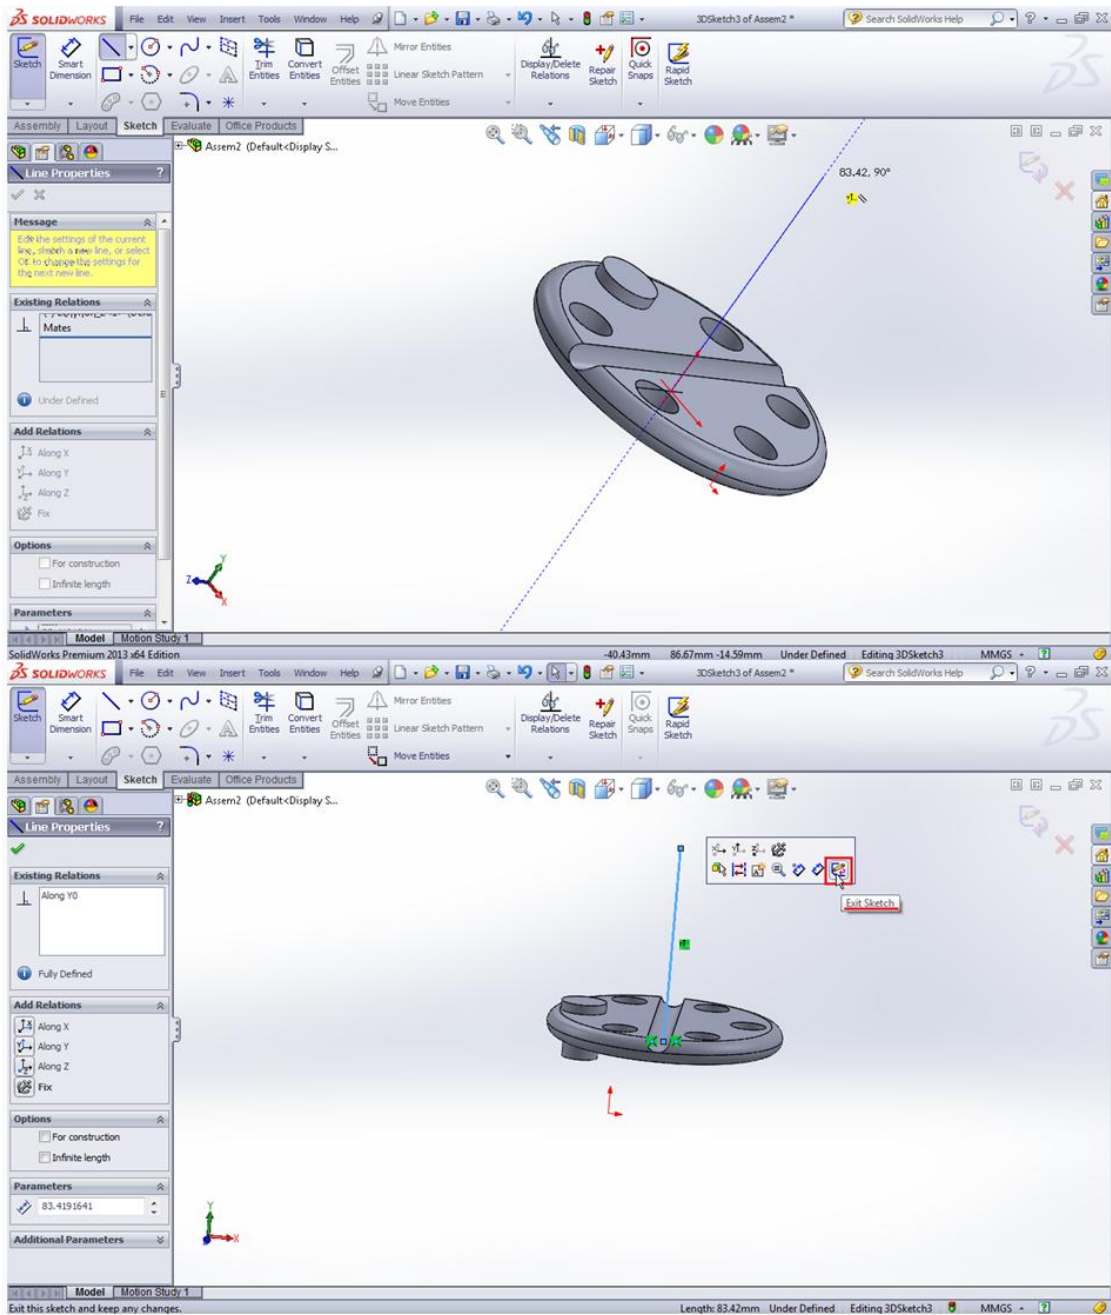 SOLIDWORKS File Edit View Insert Tools Window Help 3DSketch3 of Assem2 * Search SolidWorks Help
Sketch Smart Dimension Trim Entities Convert Entities Offset Entities Mirror Entities Linear Sketch Pattern Move Entities Display/Delete Relations Repair Sketch Quick Snaps Rapid Sketch
Assembly Layout Sketch Evaluate Office Products
Assem2 (Default<Display S...
Line Properties ?
83.42, 90°
Message
Edit the settings of the current
line, sketch a new line, or select
OK to change the settings for
the next new line.
Existing Relations
Mates
Under Defined
Add Relations
Along X
Along Y
Along Z
Fix
Options
For construction
Infinite length
Y
Z
X
Parameters
Model Motion Study 1
SolidWorks Premium 2013 x64 Edition -40.43mm 86.67mm -14.59mm Under Defined Editing 3DSketch3 MMGS
SOLIDWORKS File Edit View Insert Tools Window Help 3DSketch3 of Assem2 * Search SolidWorks Help
Sketch Smart Dimension Trim Entities Convert Entities Offset Entities Mirror Entities Linear Sketch Pattern Move Entities Display/Delete Relations Repair Sketch Quick Snaps Rapid Sketch
Assembly Layout Sketch Evaluate Office Products
Assem2 (Default<Display S...
Line Properties ?
Existing Relations
Along Y0
Exit Sketch
Fully Defined
Add Relations
Along X
Along Y
Along Z
Fix
Options
For construction
Infinite length
Parameters
83.4191641
Y
X
Additional Parameters
Model Motion Study 1
Exit this sketch and keep any changes. Length: 83.42mm Under Defined Editing 3DSketch3 MMGS